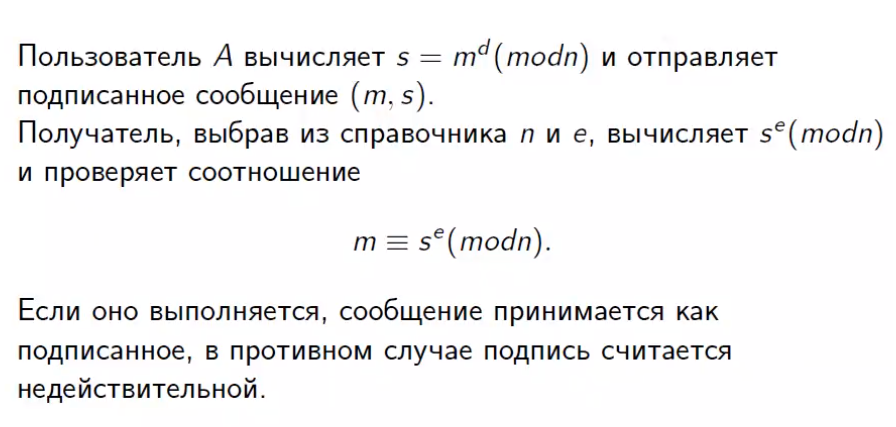 Пользователь A вычисляет s = m^d(modn) и отправляет
подписанное сообщение (m, s).
Получатель, выбрав из справочника n и e, вычисляет s^e(modn)
и проверяет соотношение
m ≡ s^e(modn).
Если оно выполняется, сообщение принимается как
подписанное, в противном случае подпись считается
недействительной.